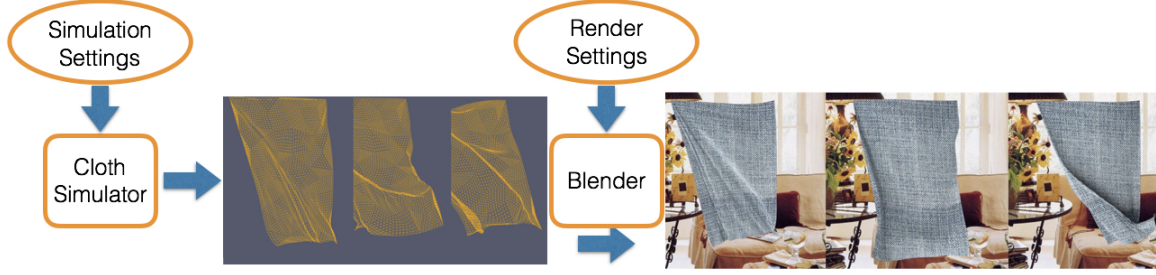 Simulation
Settings
Render
Settings
Cloth
Simulator
Blender